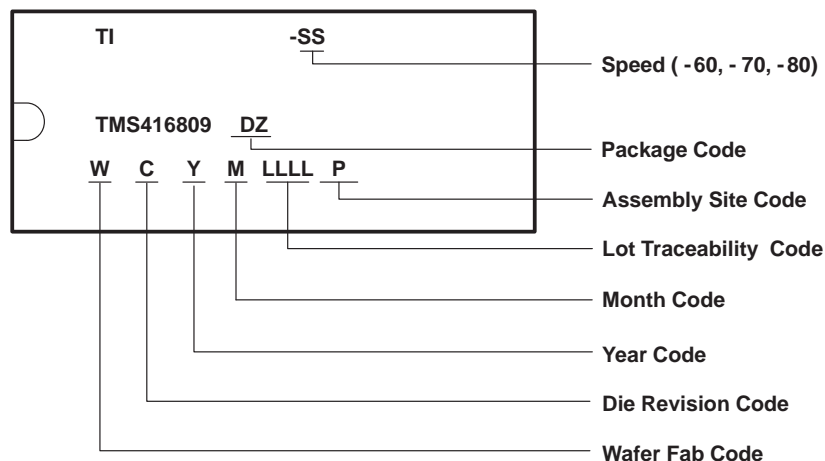 TI -SS
Speed ( -60, - 70, -80)
TMS416809 DZ
Package Code
W C Y M LLLL P
Assembly Site Code
Lot Traceability Code
Month Code
Year Code
Die Revision Code
Wafer Fab Code